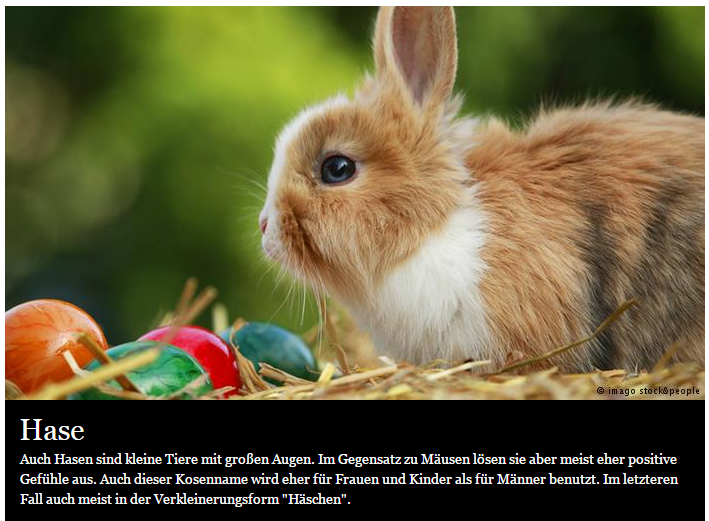 © imago stock&people
Hase
Auch Hasen sind kleine Tiere mit großen Augen. Im Gegensatz zu Mäusen lösen sie aber meist eher positive
Gefühle aus. Auch dieser Kosenname wird eher für Frauen und Kinder als für Männer benutzt. Im letzteren
Fall auch meist in der Verkleinerungsform "Häschen".